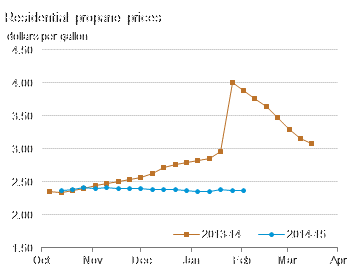 Residential propane prices
dollars per gallon
4.50
4.00
3.50
3.00
2.50
2.00
1.50
Oct Nov Dec Jan Feb Mar Apr
2013-14 2014-15